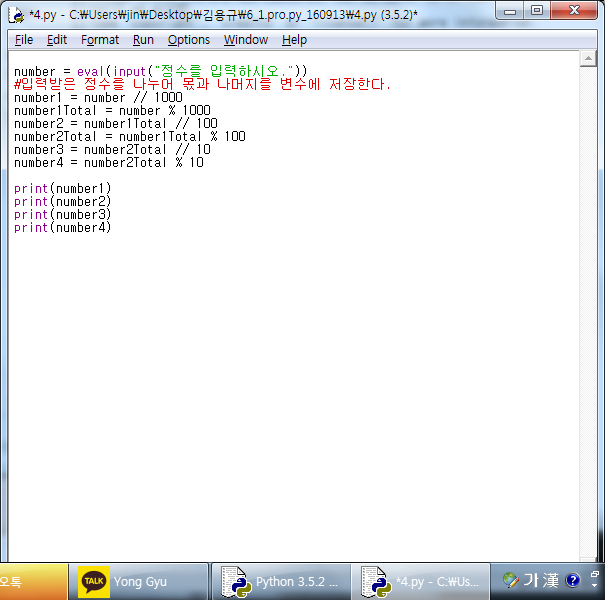 *4.py - C:\Users\jin\Desktop\김용규\6_1.pro.py_160913\4.py (3.5.2)*
File Edit Format Run Options Window Help
number = eval(input("정수를 입력하시오."))
#입력받은 정수를 나누어 몫과 나머지를 변수에 저장한다.
number1 = number // 1000
number1Total = number % 1000
number2 = number1Total // 100
number2Total = number1Total % 100
number3 = number2Total // 10
number4 = number2Total % 10
print(number1)
print(number2)
print(number3)
print(number4)
오톡 TALK Yong Gyu Python 3.5.2 ... *4.py - C:\Us... 가 漢 ?